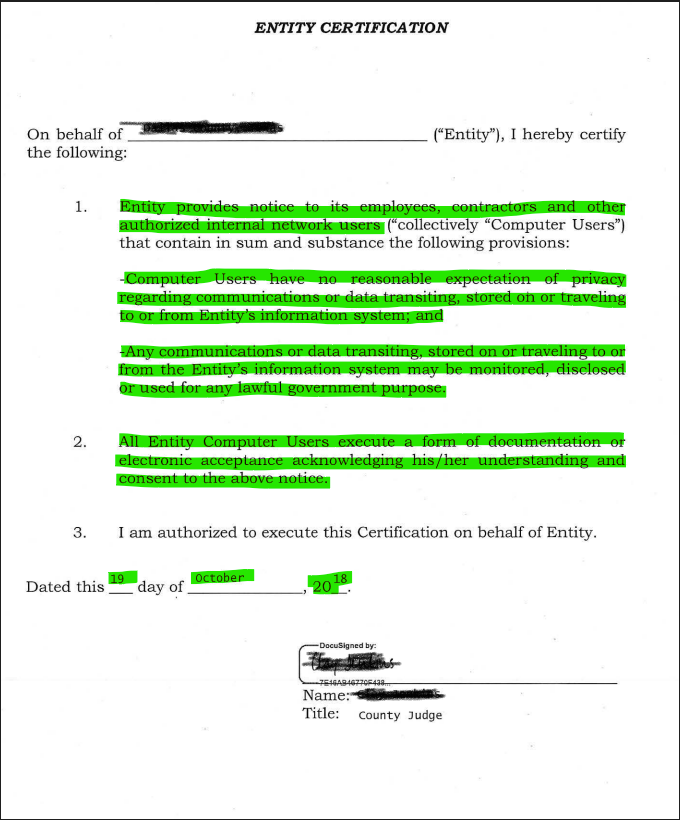 ENTITY CERTIFICATION
On behalf of (“Entity”), I hereby certify
the following:
1. Entity provides notice to its employees, contractors and other
authorized internal network users (“collectively “Computer Users”)
that contain in sum and substance the following provisions:
-Computer Users have no reasonable expectation of privacy
regarding communications or data transiting, stored on or traveling
to or from Entity’s information system; and
-Any communications or data transiting, stored on or traveling to or
from the Entity’s information system may be monitored, disclosed
or used for any lawful government purpose.
2. All Entity Computer Users execute a form of documentation or
electronic acceptance acknowledging his/her understanding and
consent to the above notice.
3. I am authorized to execute this Certification on behalf of Entity.
Dated this 19 day of October, 2018.
DocuSigned by:
Name:
Title: County Judge